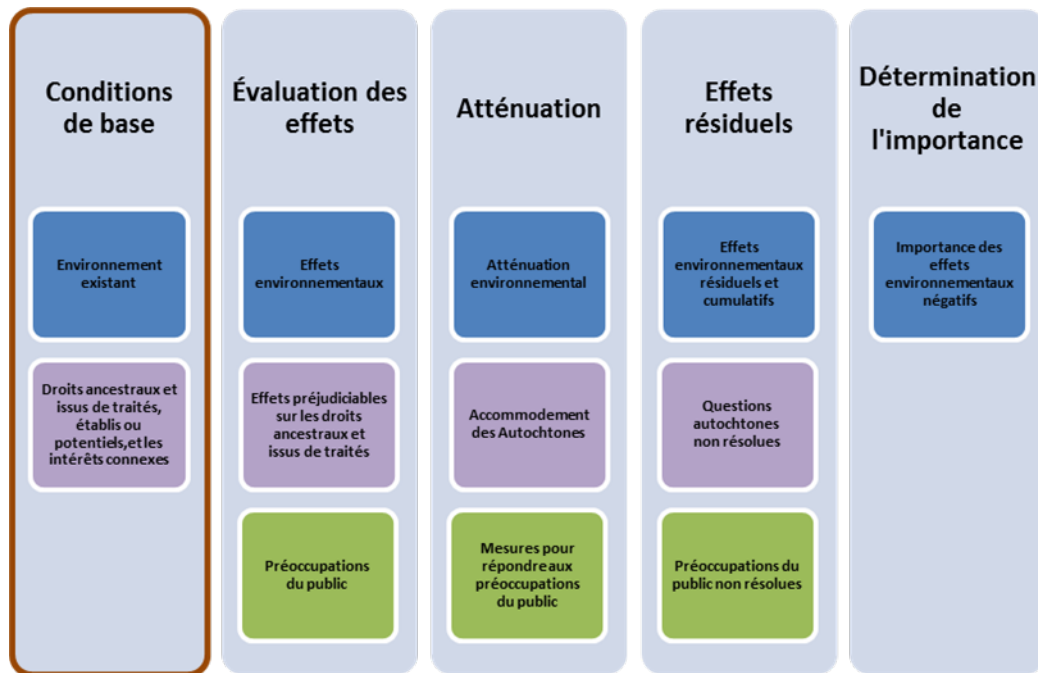 Conditions
de base
Environnement
existant
Droits ancestraux et
issus de traités,
établis ou
potentiels,et les
intérêts connexes
Évaluation des
effets
Effets
environnementaux
Effets préjudiciables
sur les droits
ancestraux et
issus de traités
Préoccupations
du public
Atténuation
Atténuation
environnemental
Accommodement
des Autochtones
Mesures pour
répondre aux
préoccupations
du public
Effets
résiduels
Effets
environnementaux
résiduels et
cumulatifs
Questions
autochtones
non résolues
Préoccupations du
public non résolues
Détermination
de
l'importance
Importance des
effets
environnementaux
négatifs